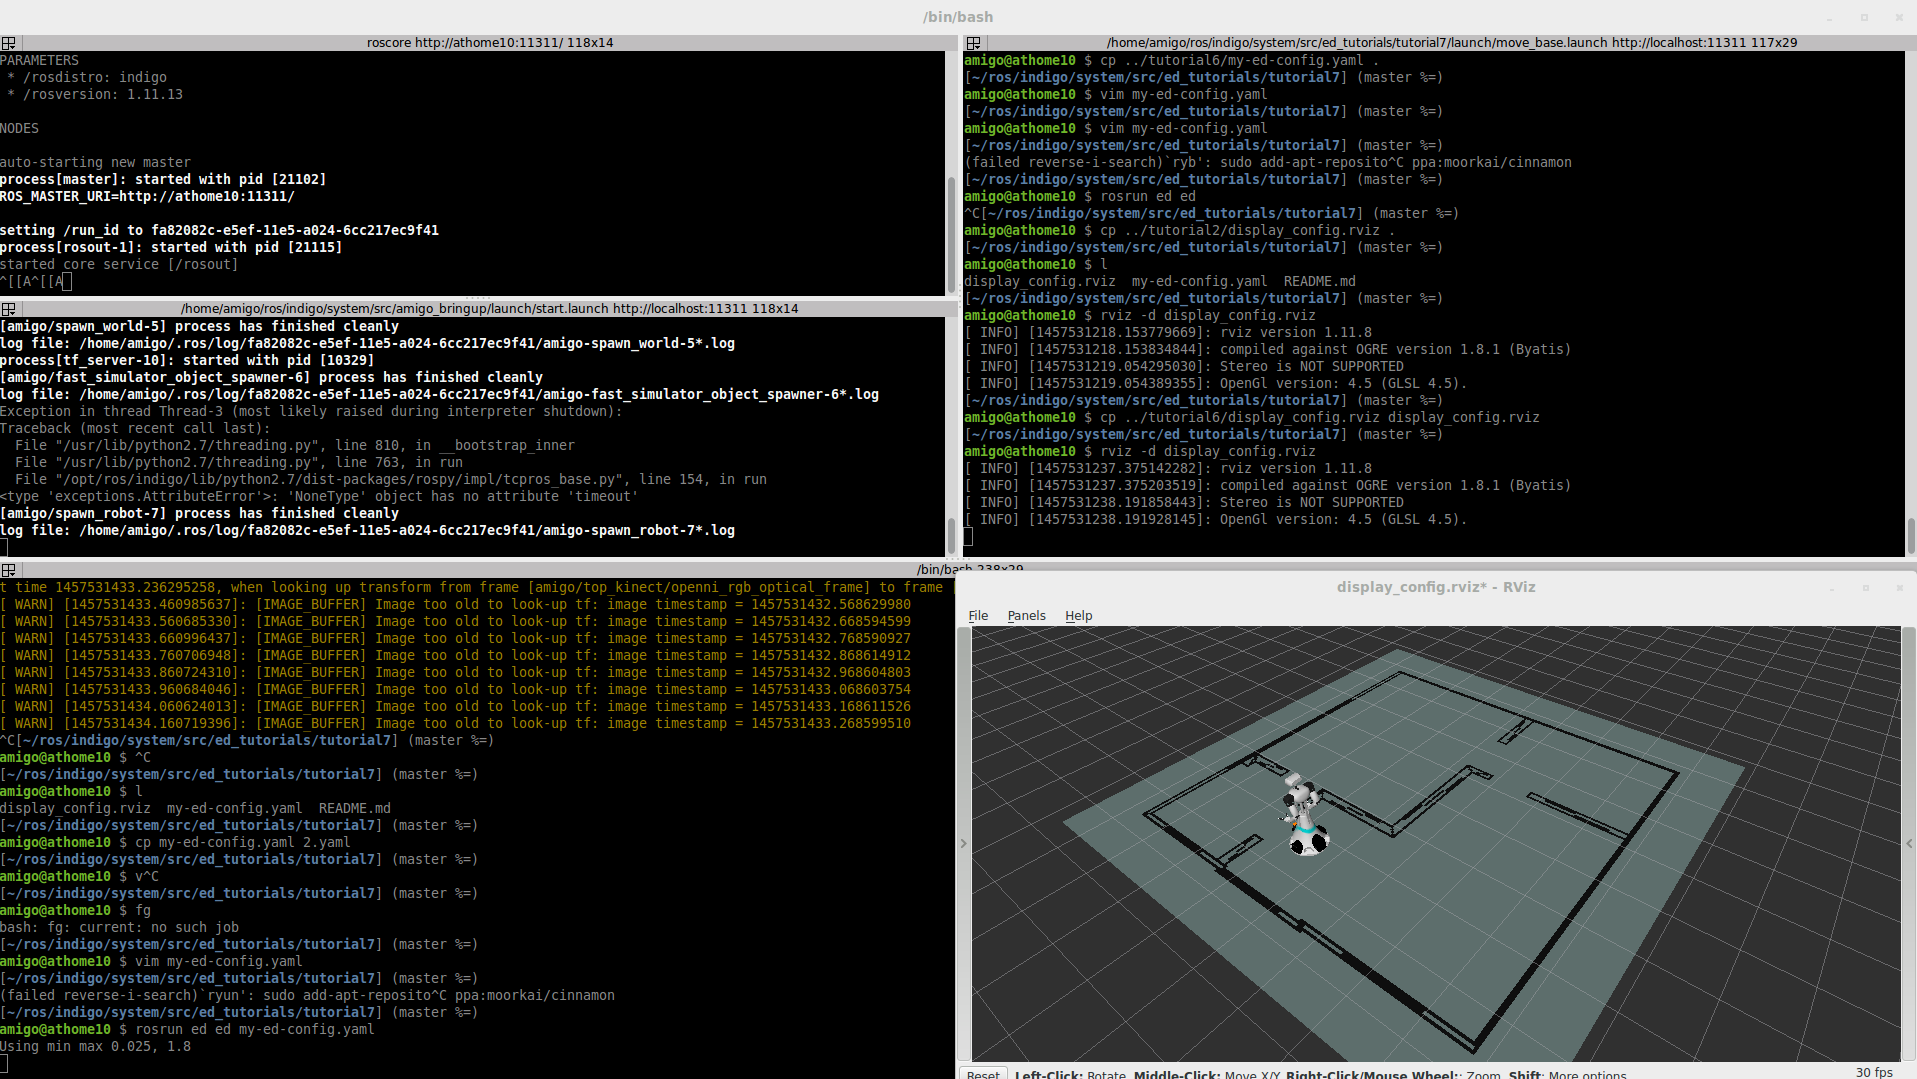 /bin/bash
roscore http://athome10:11311/ 118x14
PARAMETERS
 * /rosdistro: indigo
 * /rosversion: 1.11.13
NODES
auto-starting new master
process[master]: started with pid [21102]
ROS_MASTER_URI=http://athome10:11311/
setting /run_id to fa82082c-e5ef-11e5-a024-6cc217ec9f41
process[rosout-1]: started with pid [21115]
started core service [/rosout]
^[[A^[[A
/home/amigo/ros/indigo/system/src/amigo_bringup/launch/start.launch http://localhost:11311 118x14
[amigo/spawn_world-5] process has finished cleanly
log file: /home/amigo/.ros/log/fa82082c-e5ef-11e5-a024-6cc217ec9f41/amigo-spawn_world-5*.log
process[tf_server-10]: started with pid [10329]
[amigo/fast_simulator_object_spawner-6] process has finished cleanly
log file: /home/amigo/.ros/log/fa82082c-e5ef-11e5-a024-6cc217ec9f41/amigo-fast_simulator_object_spawner-6*.log
Exception in thread Thread-3 (most likely raised during interpreter shutdown):
Traceback (most recent call last):
  File "/usr/lib/python2.7/threading.py", line 810, in __bootstrap_inner
  File "/usr/lib/python2.7/threading.py", line 763, in run
  File "/opt/ros/indigo/lib/python2.7/dist-packages/rospy/impl/tcpros_base.py", line 154, in run
<type 'exceptions.AttributeError'>: 'NoneType' object has no attribute 'timeout'
[amigo/spawn_robot-7] process has finished cleanly
log file: /home/amigo/.ros/log/fa82082c-e5ef-11e5-a024-6cc217ec9f41/amigo-spawn_robot-7*.log
/home/amigo/ros/indigo/system/src/ed_tutorials/tutorial7/launch/move_base.launch http://localhost:11311 117x29
amigo@athome10 $ cp ../tutorial6/my-ed-config.yaml .
[~/ros/indigo/system/src/ed_tutorials/tutorial7] (master %=)
amigo@athome10 $ vim my-ed-config.yaml
[~/ros/indigo/system/src/ed_tutorials/tutorial7] (master %=)
amigo@athome10 $ vim my-ed-config.yaml
[~/ros/indigo/system/src/ed_tutorials/tutorial7] (master %=)
(failed reverse-i-search)`ryb': sudo add-apt-reposito^C ppa:moorkai/cinnamon
[~/ros/indigo/system/src/ed_tutorials/tutorial7] (master %=)
amigo@athome10 $ rosrun ed ed
^C[~/ros/indigo/system/src/ed_tutorials/tutorial7] (master %=)
amigo@athome10 $ cp ../tutorial2/display_config.rviz .
[~/ros/indigo/system/src/ed_tutorials/tutorial7] (master %=)
amigo@athome10 $ l
display_config.rviz  my-ed-config.yaml  README.md
[~/ros/indigo/system/src/ed_tutorials/tutorial7] (master %=)
amigo@athome10 $ rviz -d display_config.rviz
[ INFO] [1457531218.153779669]: rviz version 1.11.8
[ INFO] [1457531218.153834844]: compiled against OGRE version 1.8.1 (Byatis)
[ INFO] [1457531219.054295030]: Stereo is NOT SUPPORTED
[ INFO] [1457531219.054389355]: OpenGl version: 4.5 (GLSL 4.5).
[~/ros/indigo/system/src/ed_tutorials/tutorial7] (master %=)
amigo@athome10 $ cp ../tutorial6/display_config.rviz display_config.rviz
[~/ros/indigo/system/src/ed_tutorials/tutorial7] (master %=)
amigo@athome10 $ rviz -d display_config.rviz
[ INFO] [1457531237.375142282]: rviz version 1.11.8
[ INFO] [1457531237.375203519]: compiled against OGRE version 1.8.1 (Byatis)
[ INFO] [1457531238.191858443]: Stereo is NOT SUPPORTED
[ INFO] [1457531238.191928145]: OpenGl version: 4.5 (GLSL 4.5).
/bin/bash 238x29
t time 1457531433.236295258, when looking up transform from frame [amigo/top_kinect/openni_rgb_optical_frame] to frame
[ WARN] [1457531433.460985637]: [IMAGE_BUFFER] Image too old to look-up tf: image timestamp = 1457531432.568629980
[ WARN] [1457531433.560685330]: [IMAGE_BUFFER] Image too old to look-up tf: image timestamp = 1457531432.668594599
[ WARN] [1457531433.660996437]: [IMAGE_BUFFER] Image too old to look-up tf: image timestamp = 1457531432.768590927
[ WARN] [1457531433.760706948]: [IMAGE_BUFFER] Image too old to look-up tf: image timestamp = 1457531432.868614912
[ WARN] [1457531433.860724310]: [IMAGE_BUFFER] Image too old to look-up tf: image timestamp = 1457531432.968604803
[ WARN] [1457531433.960684046]: [IMAGE_BUFFER] Image too old to look-up tf: image timestamp = 1457531433.068603754
[ WARN] [1457531434.060624013]: [IMAGE_BUFFER] Image too old to look-up tf: image timestamp = 1457531433.168611526
[ WARN] [1457531434.160719396]: [IMAGE_BUFFER] Image too old to look-up tf: image timestamp = 1457531433.268599510
^C[~/ros/indigo/system/src/ed_tutorials/tutorial7] (master %=)
amigo@athome10 $ ^C
[~/ros/indigo/system/src/ed_tutorials/tutorial7] (master %=)
amigo@athome10 $ l
display_config.rviz  my-ed-config.yaml  README.md
[~/ros/indigo/system/src/ed_tutorials/tutorial7] (master %=)
amigo@athome10 $ cp my-ed-config.yaml 2.yaml
[~/ros/indigo/system/src/ed_tutorials/tutorial7] (master %=)
amigo@athome10 $ v^C
[~/ros/indigo/system/src/ed_tutorials/tutorial7] (master %=)
amigo@athome10 $ fg
bash: fg: current: no such job
[~/ros/indigo/system/src/ed_tutorials/tutorial7] (master %=)
amigo@athome10 $ vim my-ed-config.yaml
[~/ros/indigo/system/src/ed_tutorials/tutorial7] (master %=)
(failed reverse-i-search)`ryun': sudo add-apt-reposito^C ppa:moorkai/cinnamon
[~/ros/indigo/system/src/ed_tutorials/tutorial7] (master %=)
amigo@athome10 $ rosrun ed ed my-ed-config.yaml
Using min max 0.025, 1.8
display_config.rviz* - RViz
File Panels Help
Reset Left-Click: Rotate. Middle-Click: Move X/Y. Right-Click/Mouse Wheel:: Zoom. Shift: More options.
30 fps